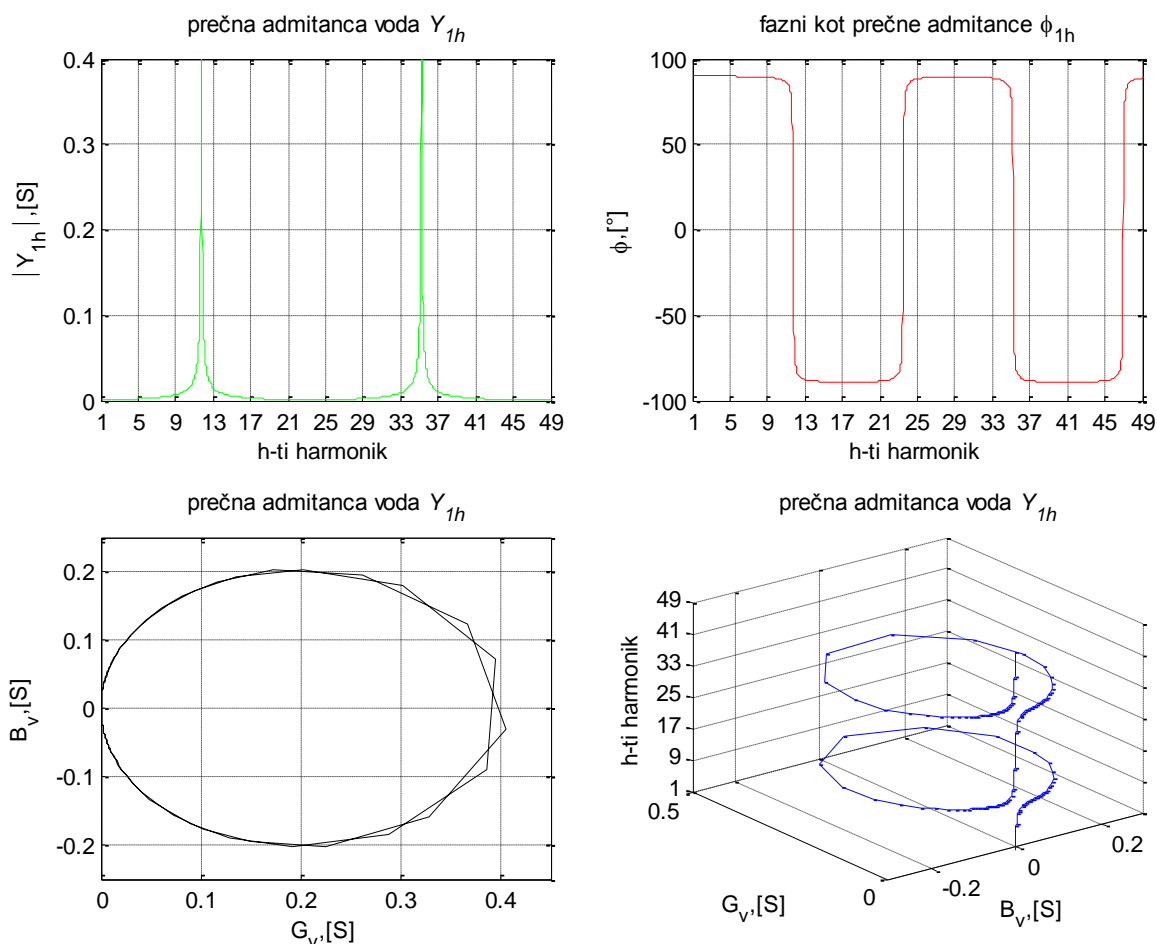 prečna admitanca voda Y1h
|Y1h|,[S]
0.4
0.3
0.2
0.1
0
1 5 9 13 17 21 25 29 33 37 41 45 49
h-ti harmonik
fazni kot prečne admitance ϕ1h
ϕ,[°]
100
50
0
-50
-100
1 5 9 13 17 21 25 29 33 37 41 45 49
h-ti harmonik
prečna admitanca voda Y1h
Bv,[S]
0.2
0.1
0
-0.1
-0.2
0 0.1 0.2 0.3 0.4
Gv,[S]
prečna admitanca voda Y1h
h-ti harmonik
49
41
33
25
17
9
1
0.5
0
Gv,[S]
-0.2
0
0.2
Bv,[S]